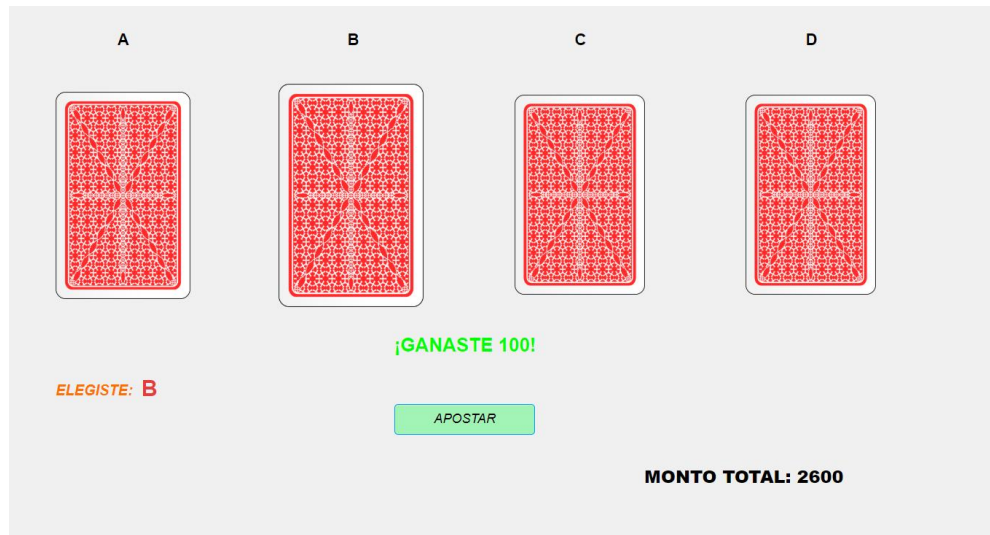 A B C D
¡GANASTE 100!
ELEGISTE: B
APOSTAR
MONTO TOTAL: 2600